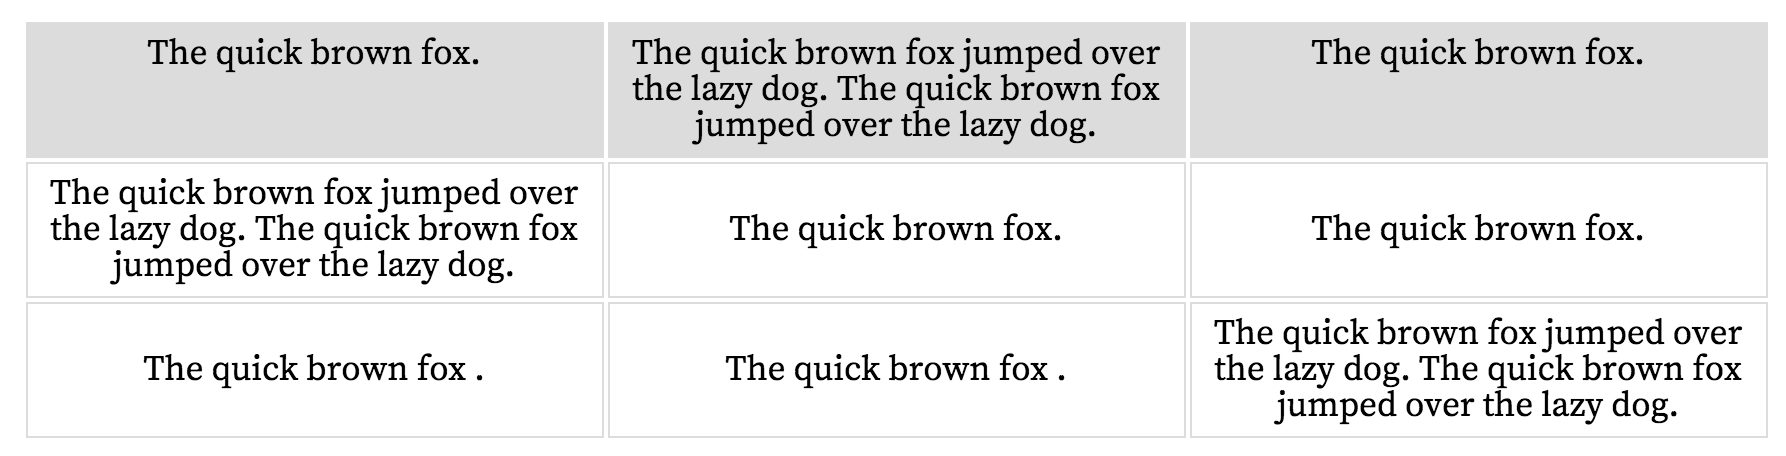 The quick brown fox.
The quick brown fox jumped over
the lazy dog. The quick brown fox
jumped over the lazy dog.
The quick brown fox.
The quick brown fox jumped over
the lazy dog. The quick brown fox
jumped over the lazy dog.
The quick brown fox.
The quick brown fox.
The quick brown fox .
The quick brown fox .
The quick brown fox jumped over
the lazy dog. The quick brown fox
jumped over the lazy dog.